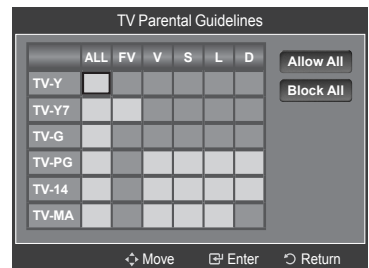 TV Parental Guidelines
ALL FV V S L D
Allow All
TV-Y
Block All
TV-Y7
TV-G
TV-PG
TV-14
TV-MA
Move Enter Return